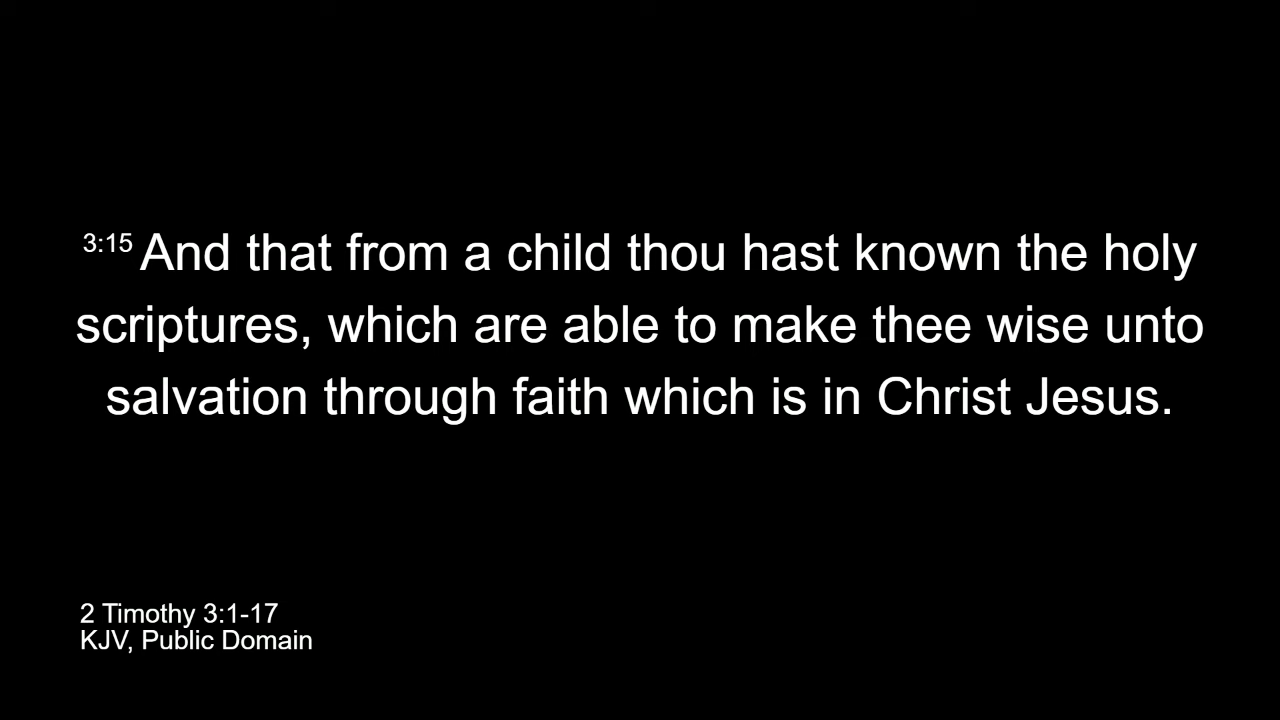 3:15 And that from a child thou hast known the holy
scriptures, which are able to make thee wise unto
salvation through faith which is in Christ Jesus.
2 Timothy 3:1-17
KJV, Public Domain